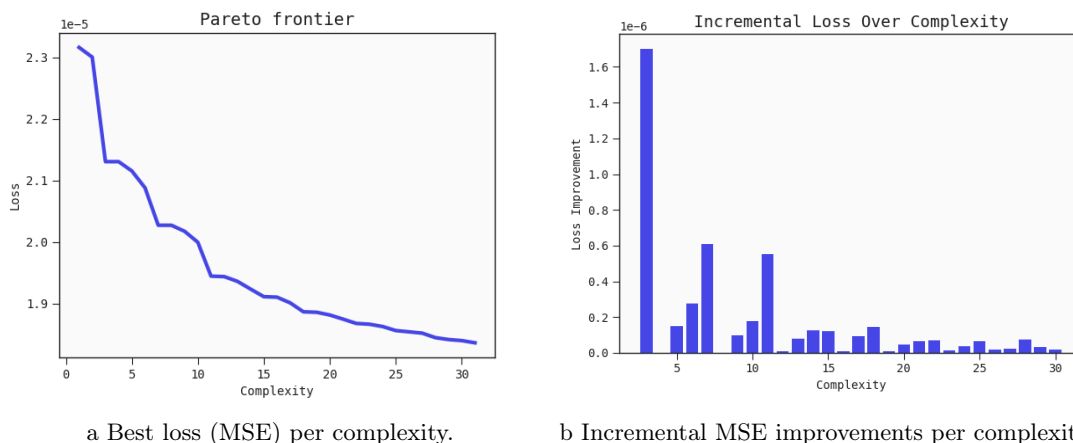 Pareto frontier
1e−5
2.3
2.2
2.1
2.0
1.9
Loss
0 5 10 15 20 25 30
Complexity
a Best loss (MSE) per complexity.
Incremental Loss Over Complexity
1e−6
1.6
1.4
1.2
1.0
0.8
0.6
0.4
0.2
0.0
Loss Improvement
5 10 15 20 25 30
Complexity
b Incremental MSE improvements per complexit